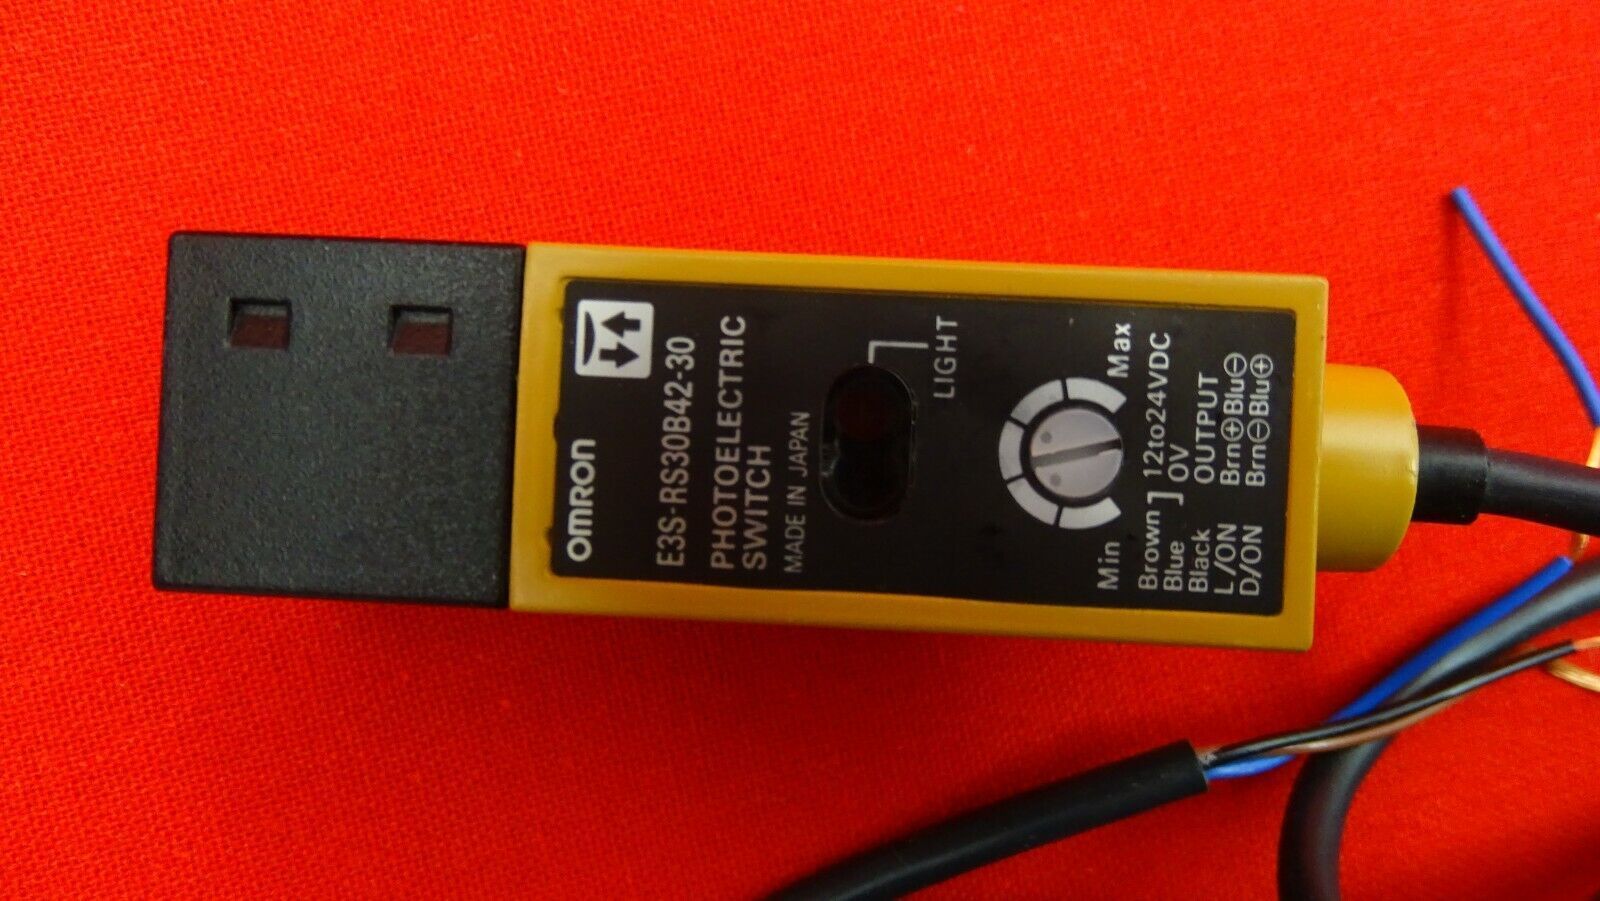 OMRON
E3S-RS30B42-30
PHOTOELECTRIC
SWITCH
MADE IN JAPAN
LIGHT
Min Max
Brown ] 12to24VDC
Blue ] 0V
Black OUTPUT
L/ON Brn⊕Blu⊖
D/ON Brn⊖Blu⊕